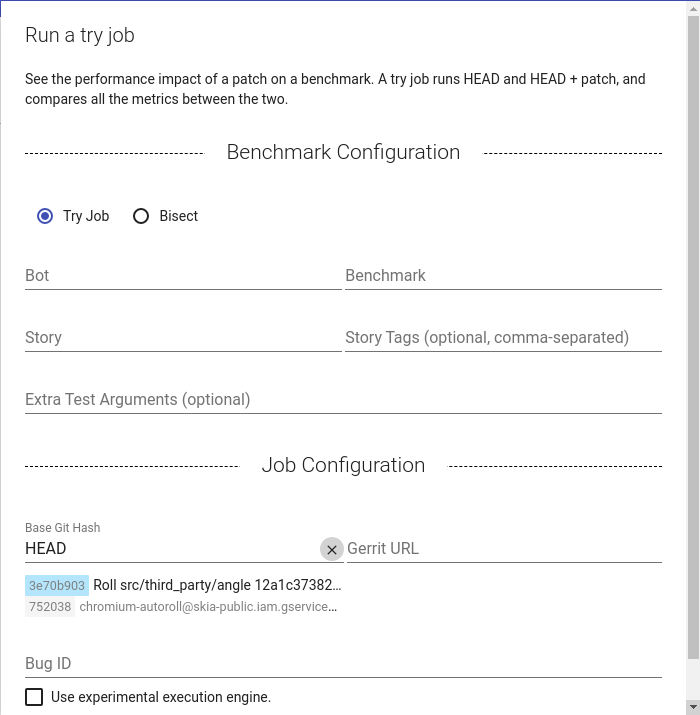 Run a try job
See the performance impact of a patch on a benchmark. A try job runs HEAD and HEAD + patch, and
compares all the metrics between the two.
Benchmark Configuration
Try Job Bisect
Bot Benchmark
Story Story Tags (optional, comma-separated)
Extra Test Arguments (optional)
Job Configuration
Base Git Hash
HEAD Gerrit URL
3e70b903 Roll src/third_party/angle 12a1c37382…
752038 chromium-autoroll@skia-public.iam.gservice…
Bug ID
Use experimental execution engine.